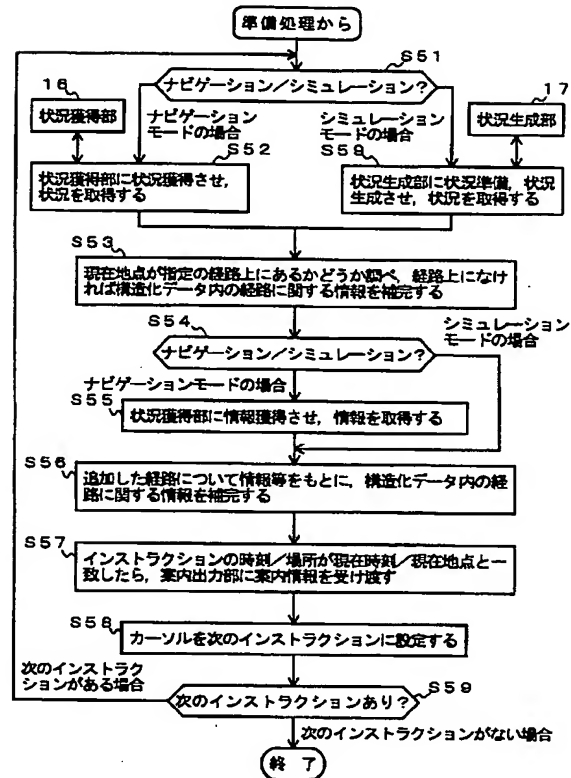 準備処理から
S51
ナビゲーション／シミュレーション？
16
状況獲得部
ナビゲーション
モードの場合
シミュレーション
モードの場合
17
状況生成部
S52
状況獲得部に状況獲得させ，
状況を取得する
S59
状況生成部に状況準備，状況
生成させ，状況を取得する
S53
現在地点が指定の経路上にあるかどうか調べ，経路上になけ
れば構造化データ内の経路に関する情報を補完する
S54
ナビゲーション／シミュレーション？
シミュレーション
モードの場合
ナビゲーションモードの場合
S55
状況獲得部に情報獲得させ，情報を取得する
S56
追加した経路について情報等をもとに，構造化データ内の経
路に関する情報を補完する
S57
インストラクションの時刻／場所が現在時刻／現在地点と一
致したら，案内出力部に案内情報を受け渡す
S58
カーソルを次のインストラクションに設定する
次のインストラク
ションがある場合
S59
次のインストラクションあり？
次のインストラクションがない場合
終 了